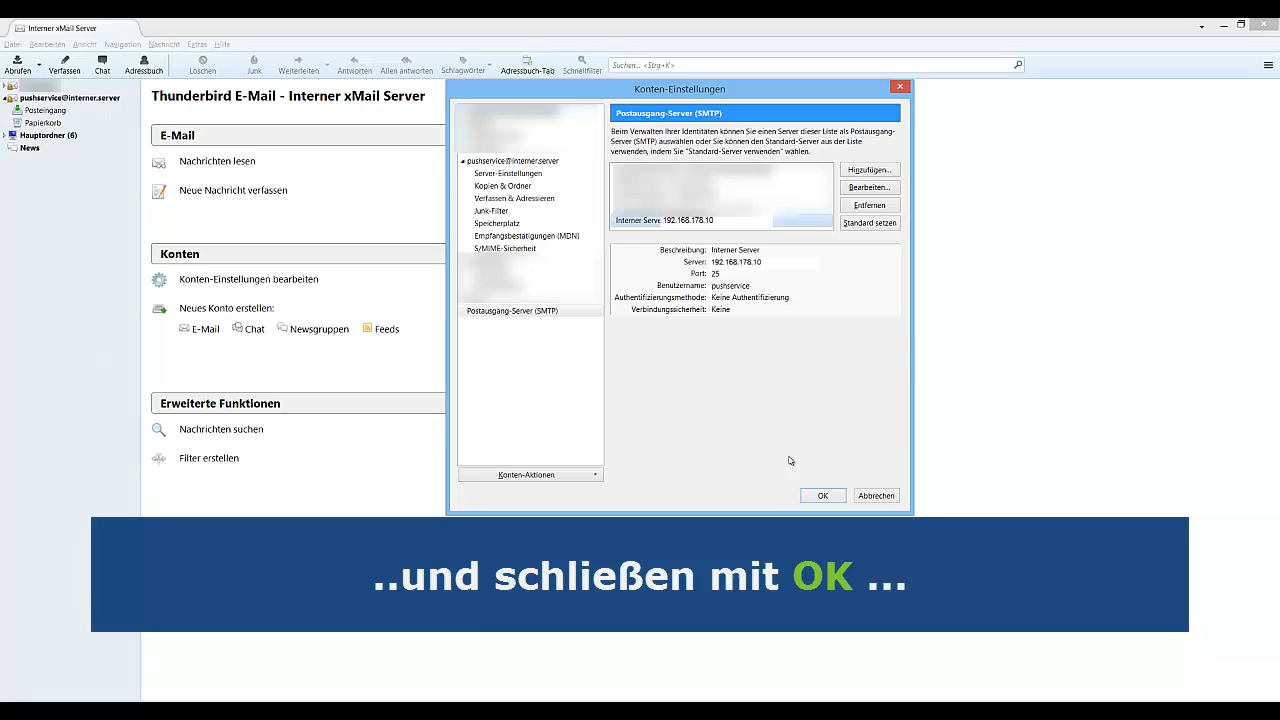 Interner xMail Server
Datei Bearbeiten Ansicht Navigation Nachricht Extras Hilfe
Abrufen Verfassen Chat Adressbuch Löschen Junk Weiterleiten Antworten Allen antworten Schlagwörter Adressbuch-Tab Schnellfilter Suchen... <Strg+K>
pushservice@interner.server
Posteingang
Papierkorb
Hauptordner (6)
News
Thunderbird E-Mail - Interner xMail Server
E-Mail
Nachrichten lesen
Neue Nachricht verfassen
Konten
Konten-Einstellungen bearbeiten
Neues Konto erstellen:
E-Mail Chat Newsgruppen Feeds
Erweiterte Funktionen
Nachrichten suchen
Filter erstellen
Konten-Einstellungen
pushservice@interner.server
Server-Einstellungen
Kopien & Ordner
Verfassen & Adressieren
Junk-Filter
Speicherplatz
Empfangsbestätigungen (MDN)
S/MIME-Sicherheit
Postausgang-Server (SMTP)
Konten-Aktionen
Postausgang-Server (SMTP)
Beim Verwalten Ihrer Identitäten können Sie einen Server dieser Liste als Postausgang-
Server (SMTP) auswählen oder Sie können den Standard-Server aus der Liste
verwenden, indem Sie "Standard-Server verwenden" wählen.
Interner Serve 192.168.178.10
Hinzufügen...
Bearbeiten...
Entfernen
Standard setzen
Beschreibung: Interner Server
Server: 192.168.178.10
Port: 25
Benutzername: pushservice
Authentifizierungsmethode: Keine Authentifizierung
Verbindungssicherheit: Keine
OK Abbrechen
..und schließen mit OK ...